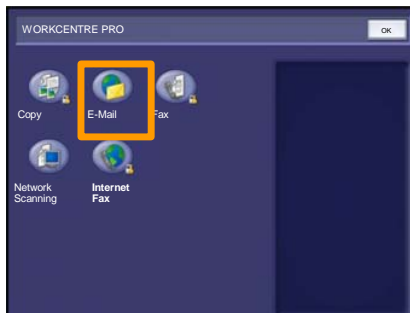 WORKCENTRE PRO
OK
Copy
E-Mail
Fax
Network
Scanning
Internet
Fax